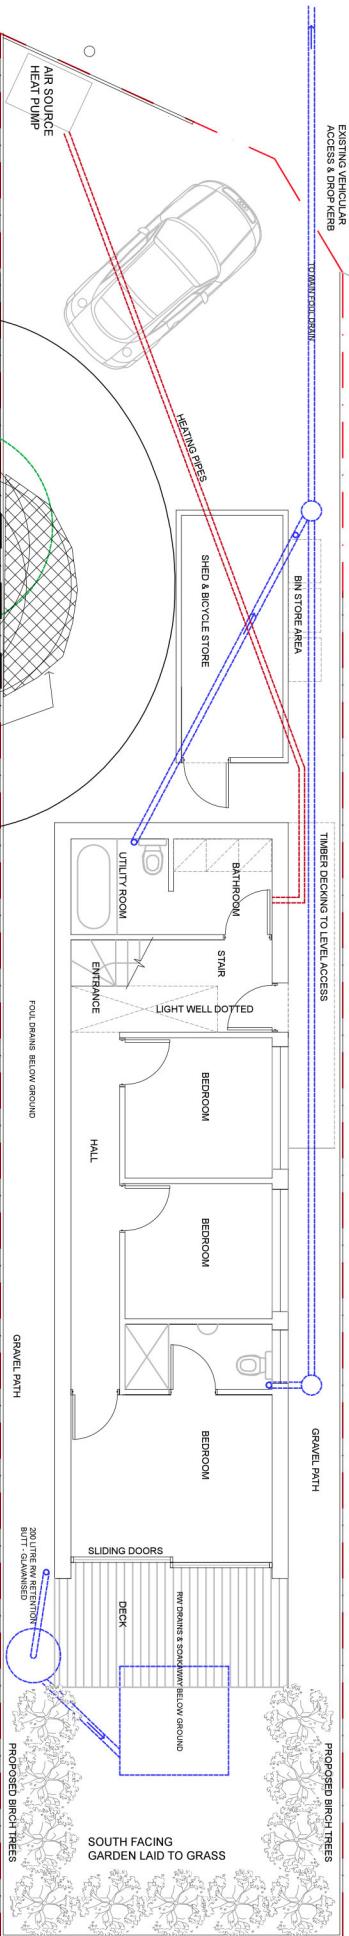 EXISTING VEHICULAR
ACCESS & DROP KERB
AIR SOURCE
HEAT PUMP
TO MAIN FOUL DRAIN
HEATING PIPES
SHED & BICYCLE STORE
BIN STORE AREA
TIMBER DECKING TO LEVEL ACCESS
UTILITY ROOM
BATHROOM
STAIR
ENTRANCE
LIGHT WELL DOTTED
FOUL DRAINS BELOW GROUND
BEDROOM
HALL
BEDROOM
GRAVEL PATH
BEDROOM
GRAVEL PATH
SLIDING DOORS
200 LITRE RW RETENTION
BUTT - GLAVANISED
DECK
RW DRAINS & SOAKAWAY BELOW GROUND
PROPOSED BIRCH TREES
PROPOSED BIRCH TREES
SOUTH FACING
GARDEN LAID TO GRASS